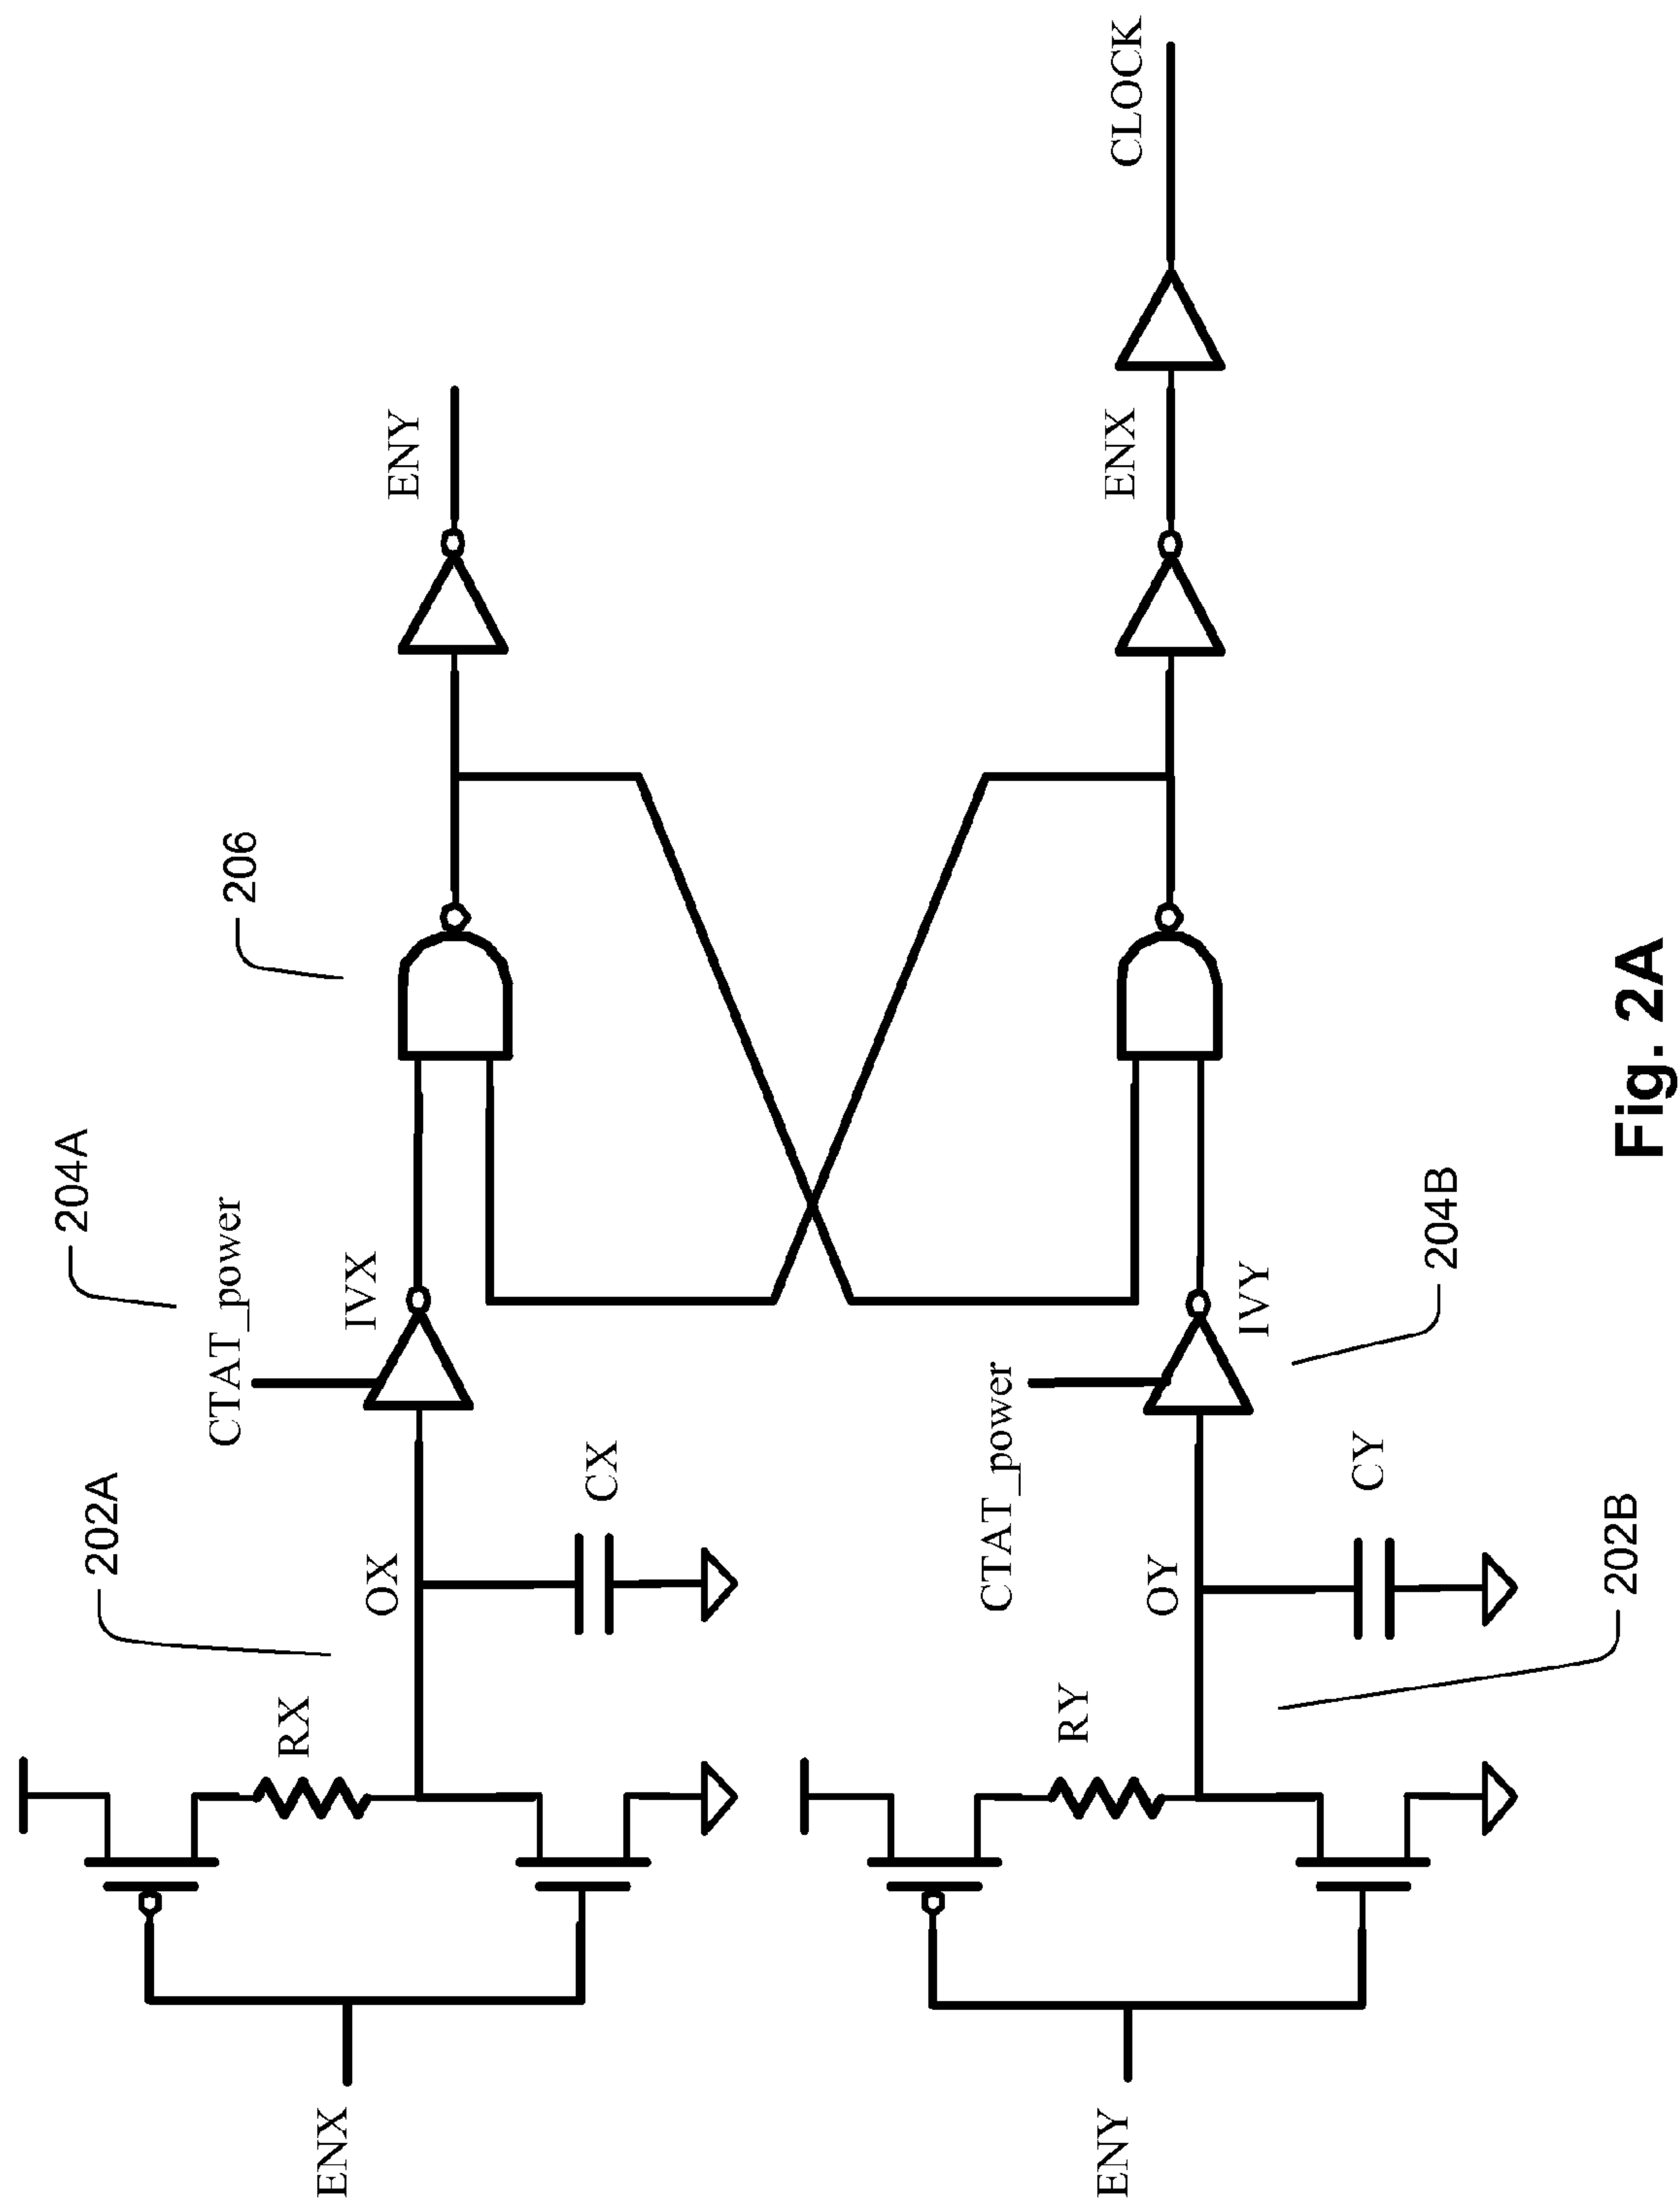 202A
204A
206
CTAT_power
ENX
RX
OX
CX
IVX
ENY
ENY
RY
OY
CY
CTAT_power
IVY
ENX
CLOCK
202B
204B
Fig. 2A